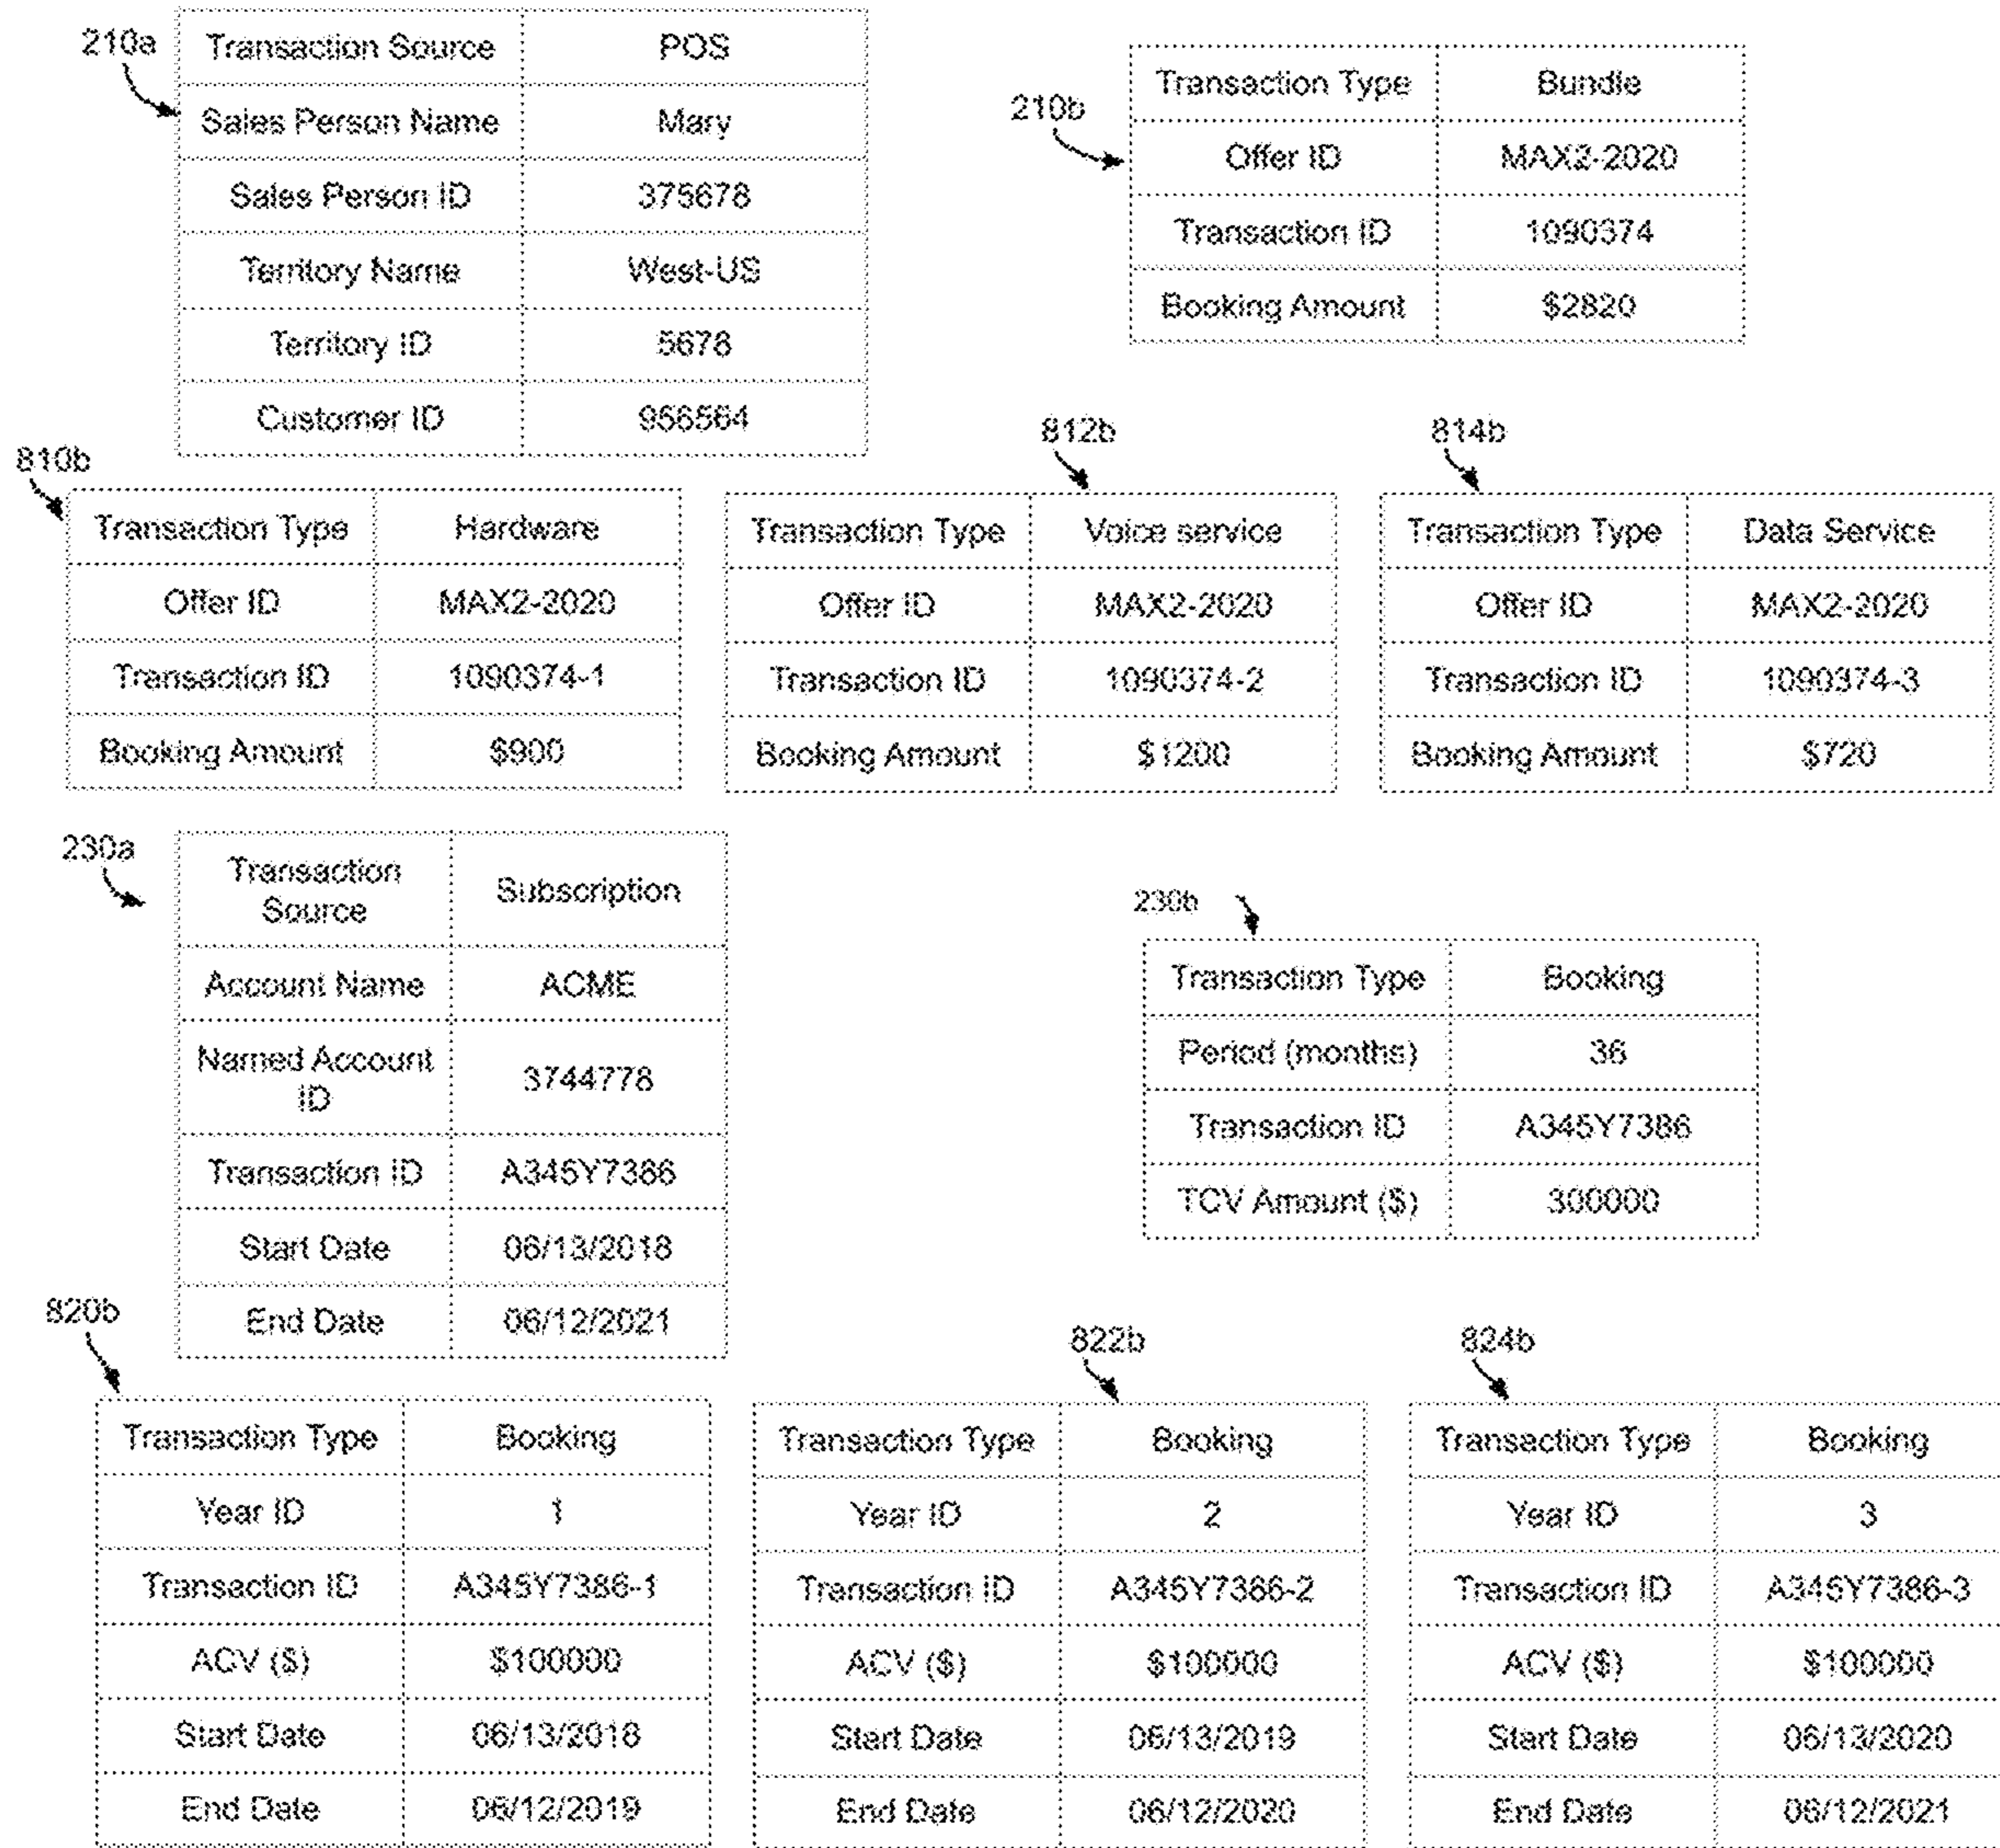 210a
Transaction Source POS
Sales Person Name Mary
Sales Person ID 375678
Territory Name West-US
Territory ID 5678
Customer ID 956564
210b
Transaction Type Bundle
Offer ID MAX2-2020
Transaction ID 1090374
Booking Amount $2820
810b
Transaction Type Hardware
Offer ID MAX2-2020
Transaction ID 1090374-1
Booking Amount $900
812b
Transaction Type Voice service
Offer ID MAX2-2020
Transaction ID 1090374-2
Booking Amount $1200
814b
Transaction Type Data Service
Offer ID MAX2-2020
Transaction ID 1090374-3
Booking Amount $720
230a
Transaction
Source
Subscription
Account Name ACME
Named Account
ID
3744778
Transaction ID A345Y7386
Start Date 06/13/2018
End Date 06/12/2021
230b
Transaction Type Booking
Period (months) 36
Transaction ID A345Y7386
TCV Amount ($) 300000
820b
Transaction Type Booking
Year ID 1
Transaction ID A345Y7386-1
ACV ($) $100000
Start Date 06/13/2018
End Date 06/12/2019
822b
Transaction Type Booking
Year ID 2
Transaction ID A345Y7386-2
ACV ($) $100000
Start Date 06/13/2019
End Date 06/12/2020
824b
Transaction Type Booking
Year ID 3
Transaction ID A345Y7386-3
ACV ($) $100000
Start Date 06/13/2020
End Date 06/12/2021